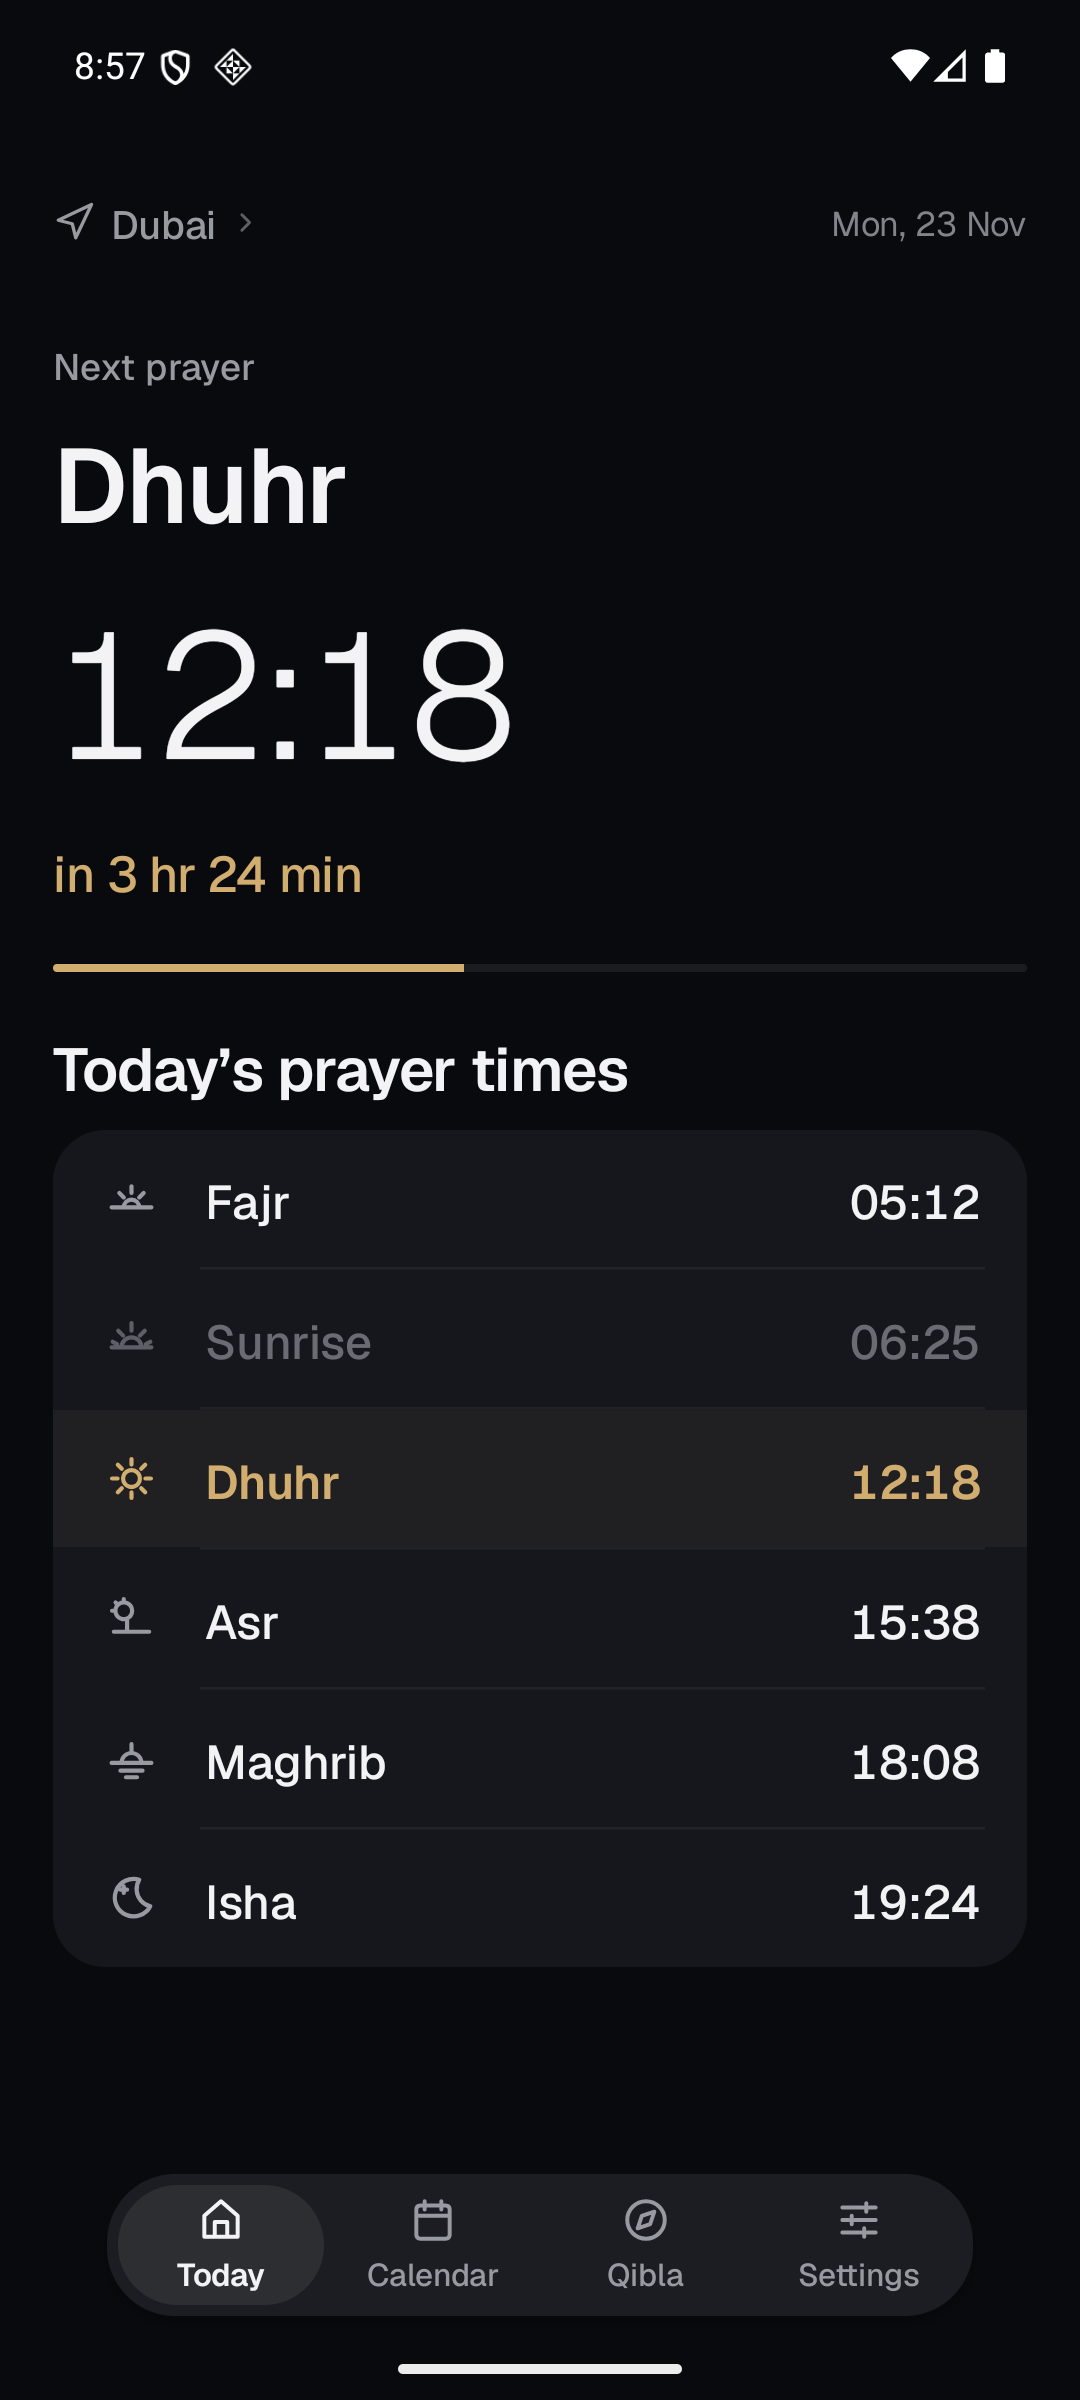 8:57
Dubai
Mon, 23 Nov
Next prayer
Dhuhr
12:18
in 3 hr 24 min
Today’s prayer times
Fajr 05:12
Sunrise 06:25
Dhuhr 12:18
Asr 15:38
Maghrib 18:08
Isha 19:24
Today Calendar Qibla Settings